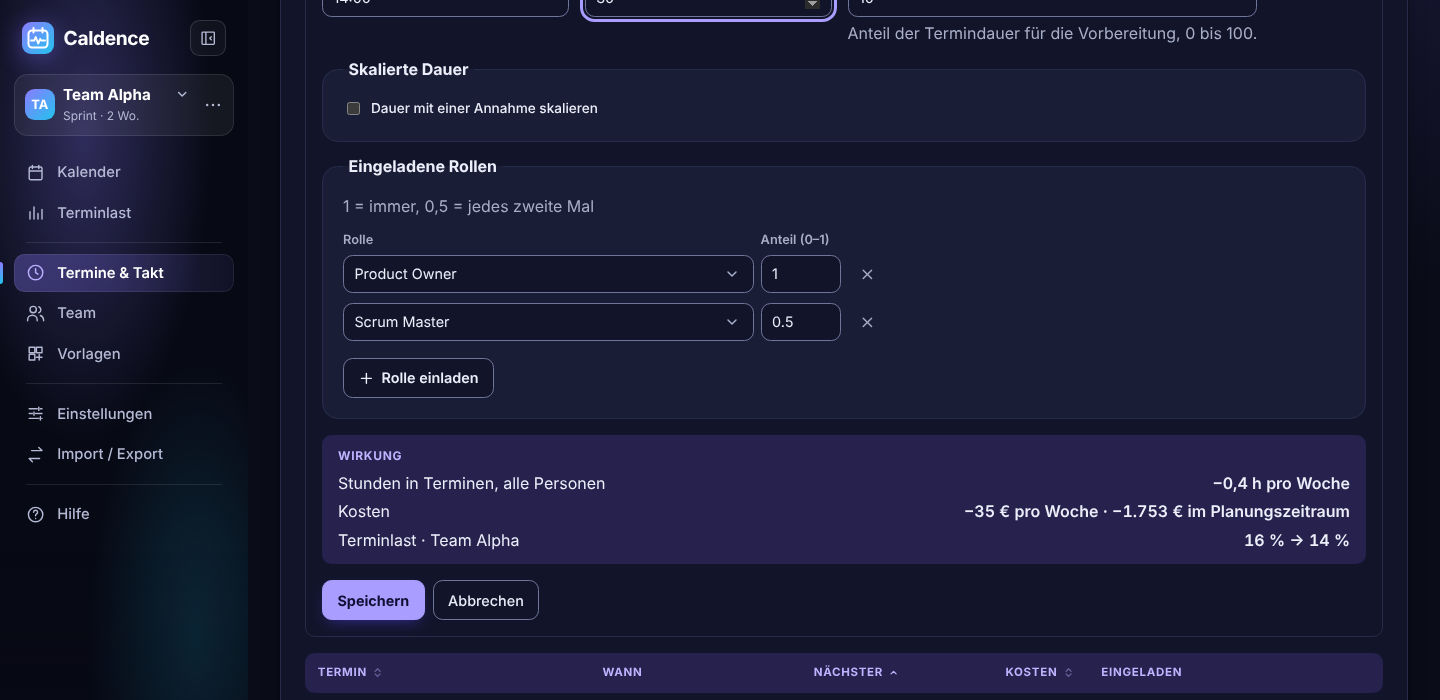 Caldence
TA
Team Alpha
Sprint · 2 Wo.
Kalender
Terminlast
Termine & Takt
Team
Vorlagen
Einstellungen
Import / Export
Hilfe
Anteil der Termindauer für die Vorbereitung, 0 bis 100.
Skalierte Dauer
Dauer mit einer Annahme skalieren
Eingeladene Rollen
1 = immer, 0,5 = jedes zweite Mal
Rolle Anteil (0–1)
Product Owner 1
Scrum Master 0.5
Rolle einladen
WIRKUNG
Stunden in Terminen, alle Personen −0,4 h pro Woche
Kosten −35 € pro Woche · −1.753 € im Planungszeitraum
Terminlast · Team Alpha 16 % → 14 %
Speichern Abbrechen
TERMIN WANN NÄCHSTER KOSTEN EINGELADEN